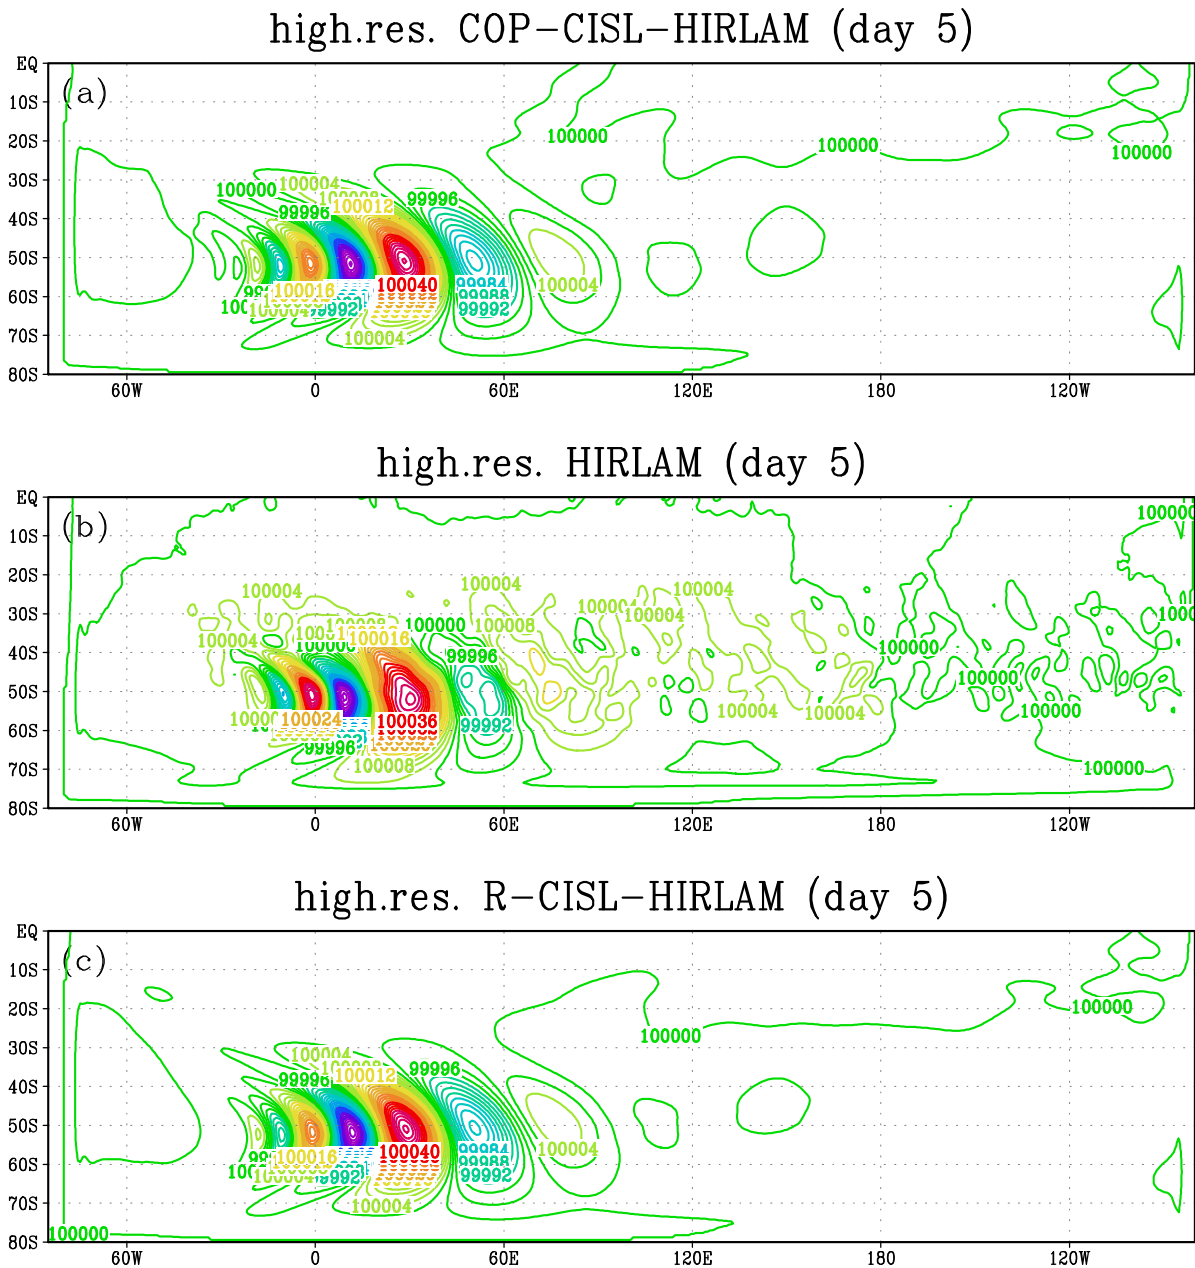 high.res. COP-CISL-HIRLAM (day 5)
(a)
EQ
10S
20S
30S
40S
50S
60S
70S
80S
100000
100000
100000
100004
100000
99996
99996
100012
100040
99984
99988
99992
100004
100016
99992
100004
60W
0
60E
120E
180
120W
high.res. HIRLAM (day 5)
(b)
EQ
10S
20S
30S
40S
50S
60S
70S
80S
100000
100004
100004
100004
100004
100004
100008
100000
100016
100000
99996
100000
100024
100036
99992
100004
100004
100000
99996
100008
100000
60W
0
60E
120E
180
120W
high.res. R-CISL-HIRLAM (day 5)
(c)
EQ
10S
20S
30S
40S
50S
60S
70S
80S
100000
100000
100004
99996
99996
100012
100040
99984
99988
99992
100004
100016
99992
100004
100000
60W
0
60E
120E
180
120W